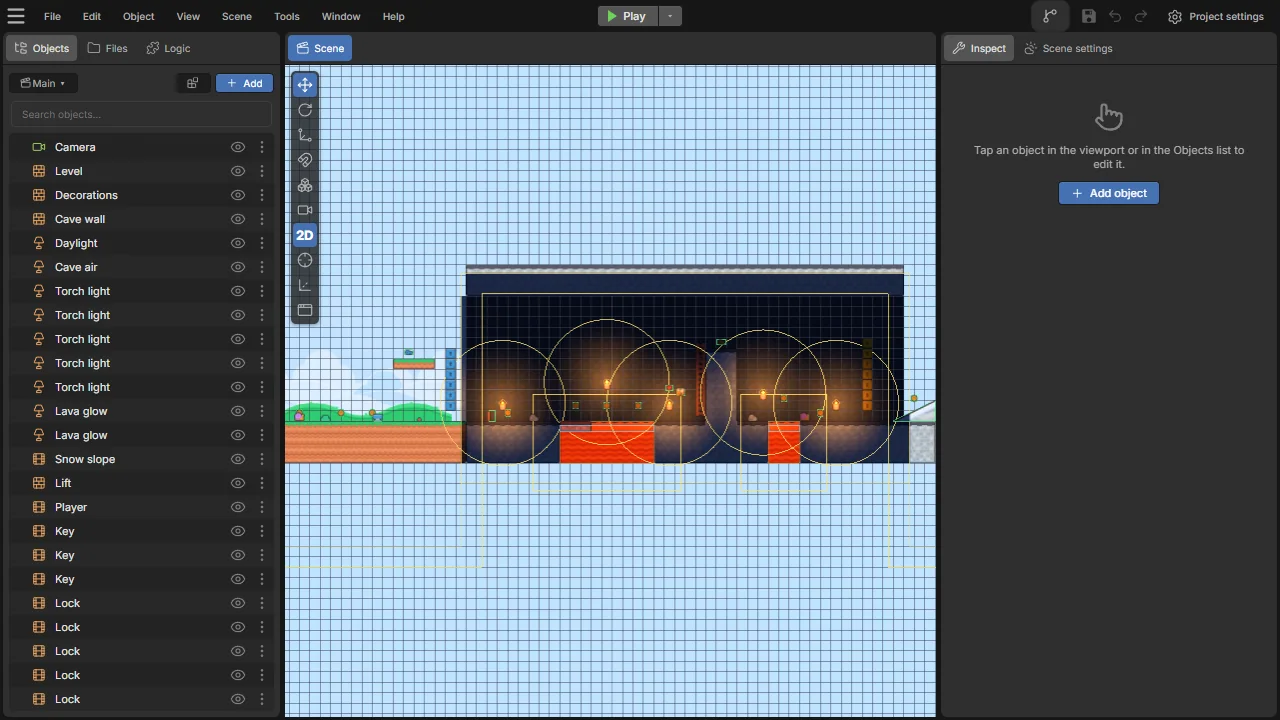 File Edit Object View Scene Tools Window Help
Play
Project settings
Objects Files Logic
Scene
Inspect Scene settings
Main
Add
Search objects...
2D
Tap an object in the viewport or in the Objects list to
edit it.
Add object
Camera
Level
Decorations
Cave wall
Daylight
Cave air
Torch light
Torch light
Torch light
Torch light
Torch light
Lava glow
Lava glow
Snow slope
Lift
Player
Key
Key
Key
Lock
Lock
Lock
Lock
Lock